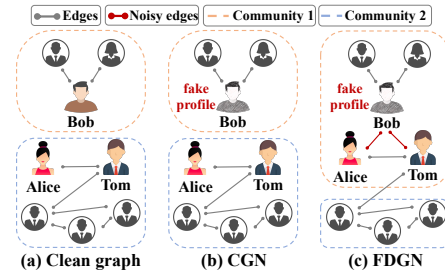 Edges Noisy edges Community 1 Community 2
fake profile
fake profile
Bob
Bob
Bob
Alice Tom
Alice Tom
Alice Tom
(a) Clean graph (b) CGN (c) FDGN